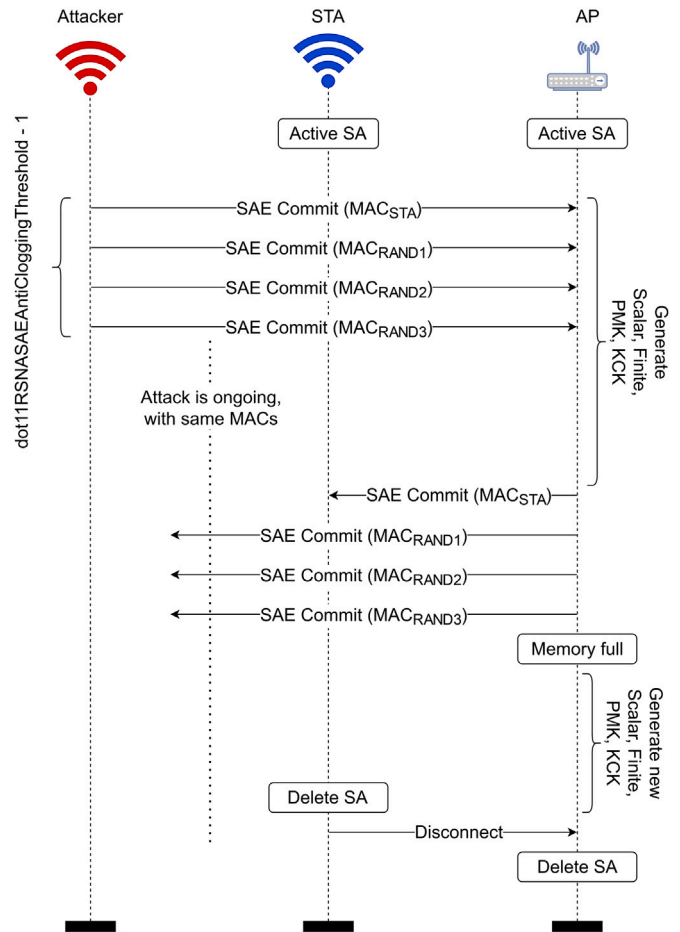 Attacker
STA
AP
Active SA
Active SA
dot11RSNASAEAntiCloggingThreshold - 1
SAE Commit (MACSTA)
SAE Commit (MACRAND1)
SAE Commit (MACRAND2)
SAE Commit (MACRAND3)
Generate
Scalar, Finite,
PMK, KCK
Attack is ongoing,
with same MACs
SAE Commit (MACSTA)
SAE Commit (MACRAND1)
SAE Commit (MACRAND2)
SAE Commit (MACRAND3)
Memory full
Generate new
Scalar, Finite,
PMK, KCK
Delete SA
Disconnect
Delete SA